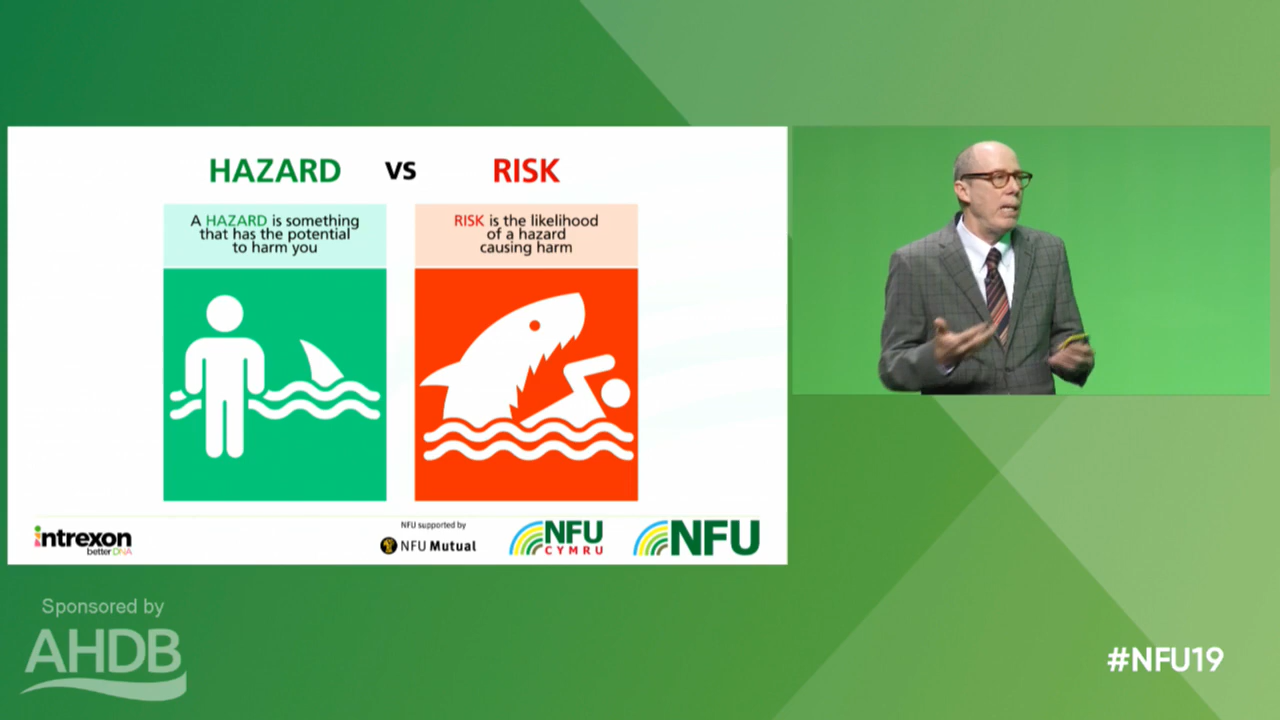 HAZARD VS RISK
A HAZARD is something
that has the potential
to harm you
RISK is the likelihood
of a hazard
causing harm
intrexon
better DNA
NFU supported by
NFU Mutual
NFU
CYMRU
NFU
Sponsored by
AHDB
#NFU19